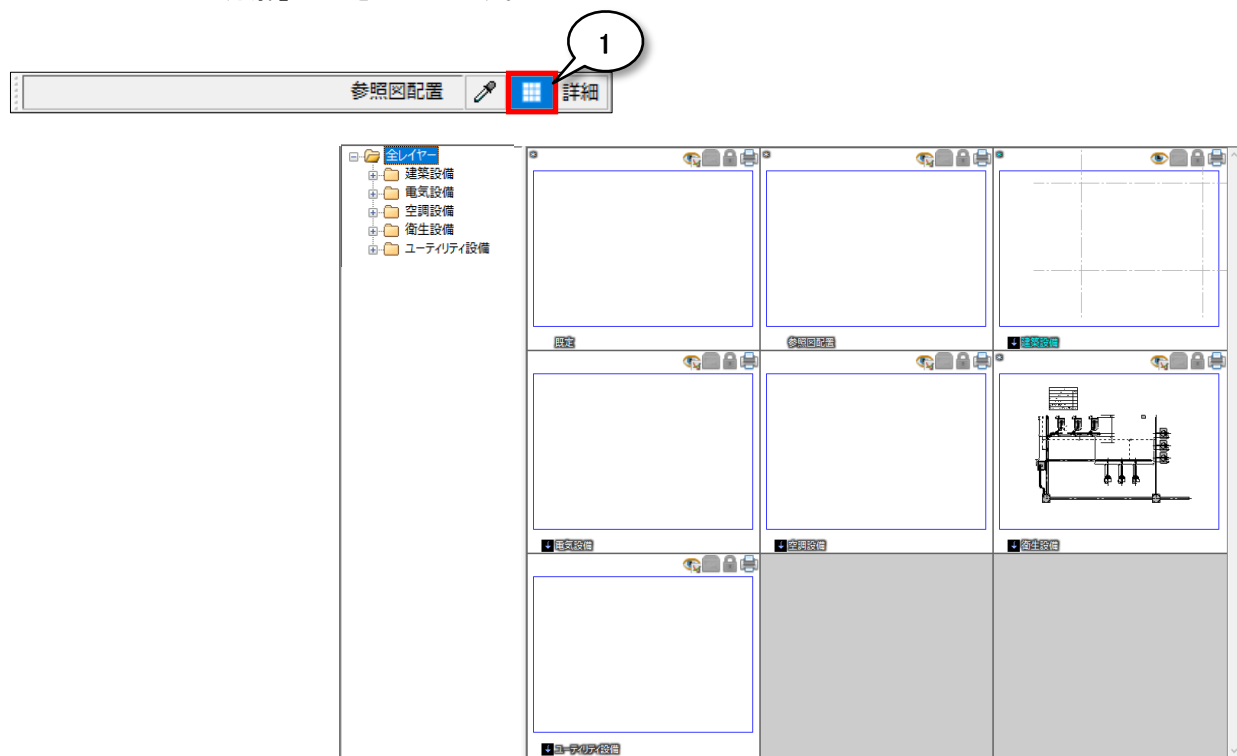 1
参照図配置 詳細
全レイヤー
建築設備
電気設備
空調設備
衛生設備
ユーティリティ設備
既定
参照図配置
建築設備
電気設備
空調設備
衛生設備
ユーティリティ設備